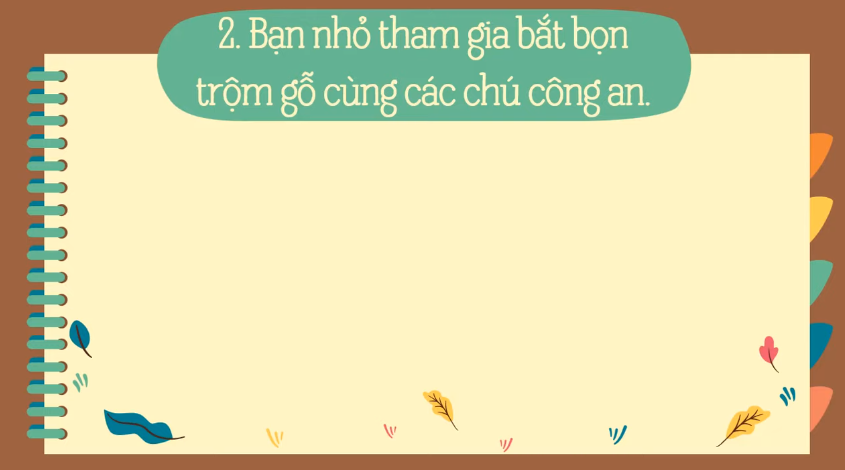 2. Bạn nhỏ tham gia bắt bọn
trộm gỗ cùng các chú công an.